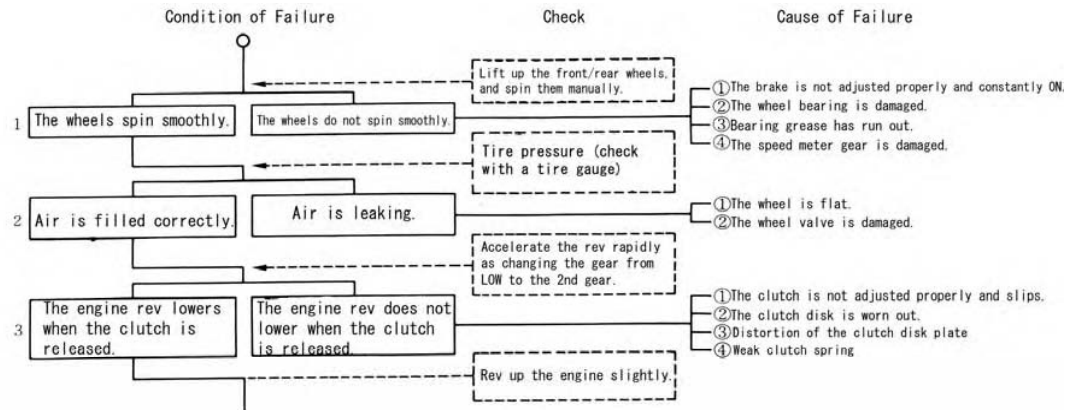 Condition of Failure
Check
Cause of Failure
Lift up the front/rear wheels,
and spin them manually.
1
The wheels spin smoothly.
The wheels do not spin smoothly.
①The brake is not adjusted properly and constantly ON.
②The wheel bearing is damaged.
③Bearing grease has run out.
④The speed meter gear is damaged.
Tire pressure (check
with a tire gauge)
2
Air is filled correctly.
Air is leaking.
①The wheel is flat.
②The wheel valve is damaged.
Accelerate the rev rapidly
as changing the gear from
LOW to the 2nd gear.
3
The engine rev lowers
when the clutch is
released.
The engine rev does not
lower when the clutch
is released.
①The clutch is not adjusted properly and slips.
②The clutch disk is worn out.
③Distortion of the clutch disk plate
④Weak clutch spring
Rev up the engine slightly.